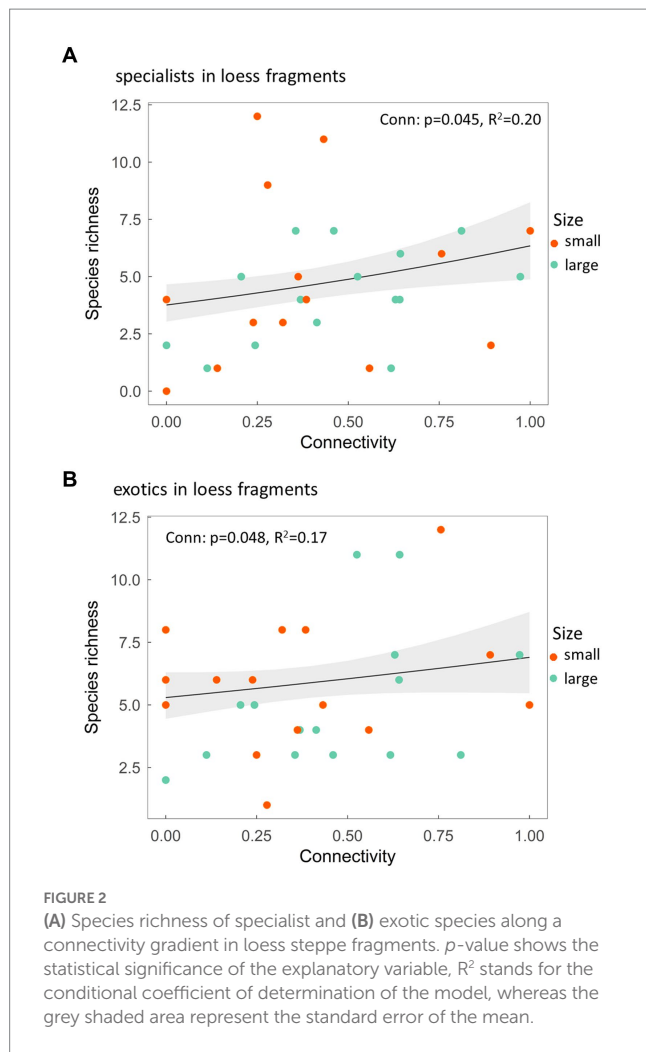 A
specialists in loess fragments
Conn: p=0.045, R²=0.20
12.5
10.0
7.5
5.0
2.5
0.0
Species richness
0.00 0.25 0.50 0.75 1.00
Connectivity
Size
small
large
B
exotics in loess fragments
Conn: p=0.048, R²=0.17
12.5
10.0
7.5
5.0
2.5
Species richness
0.00 0.25 0.50 0.75 1.00
Connectivity
Size
small
large
FIGURE 2
(A) Species richness of specialist and (B) exotic species along a
connectivity gradient in loess steppe fragments. p-value shows the
statistical significance of the explanatory variable, R² stands for the
conditional coefficient of determination of the model, whereas the
grey shaded area represent the standard error of the mean.